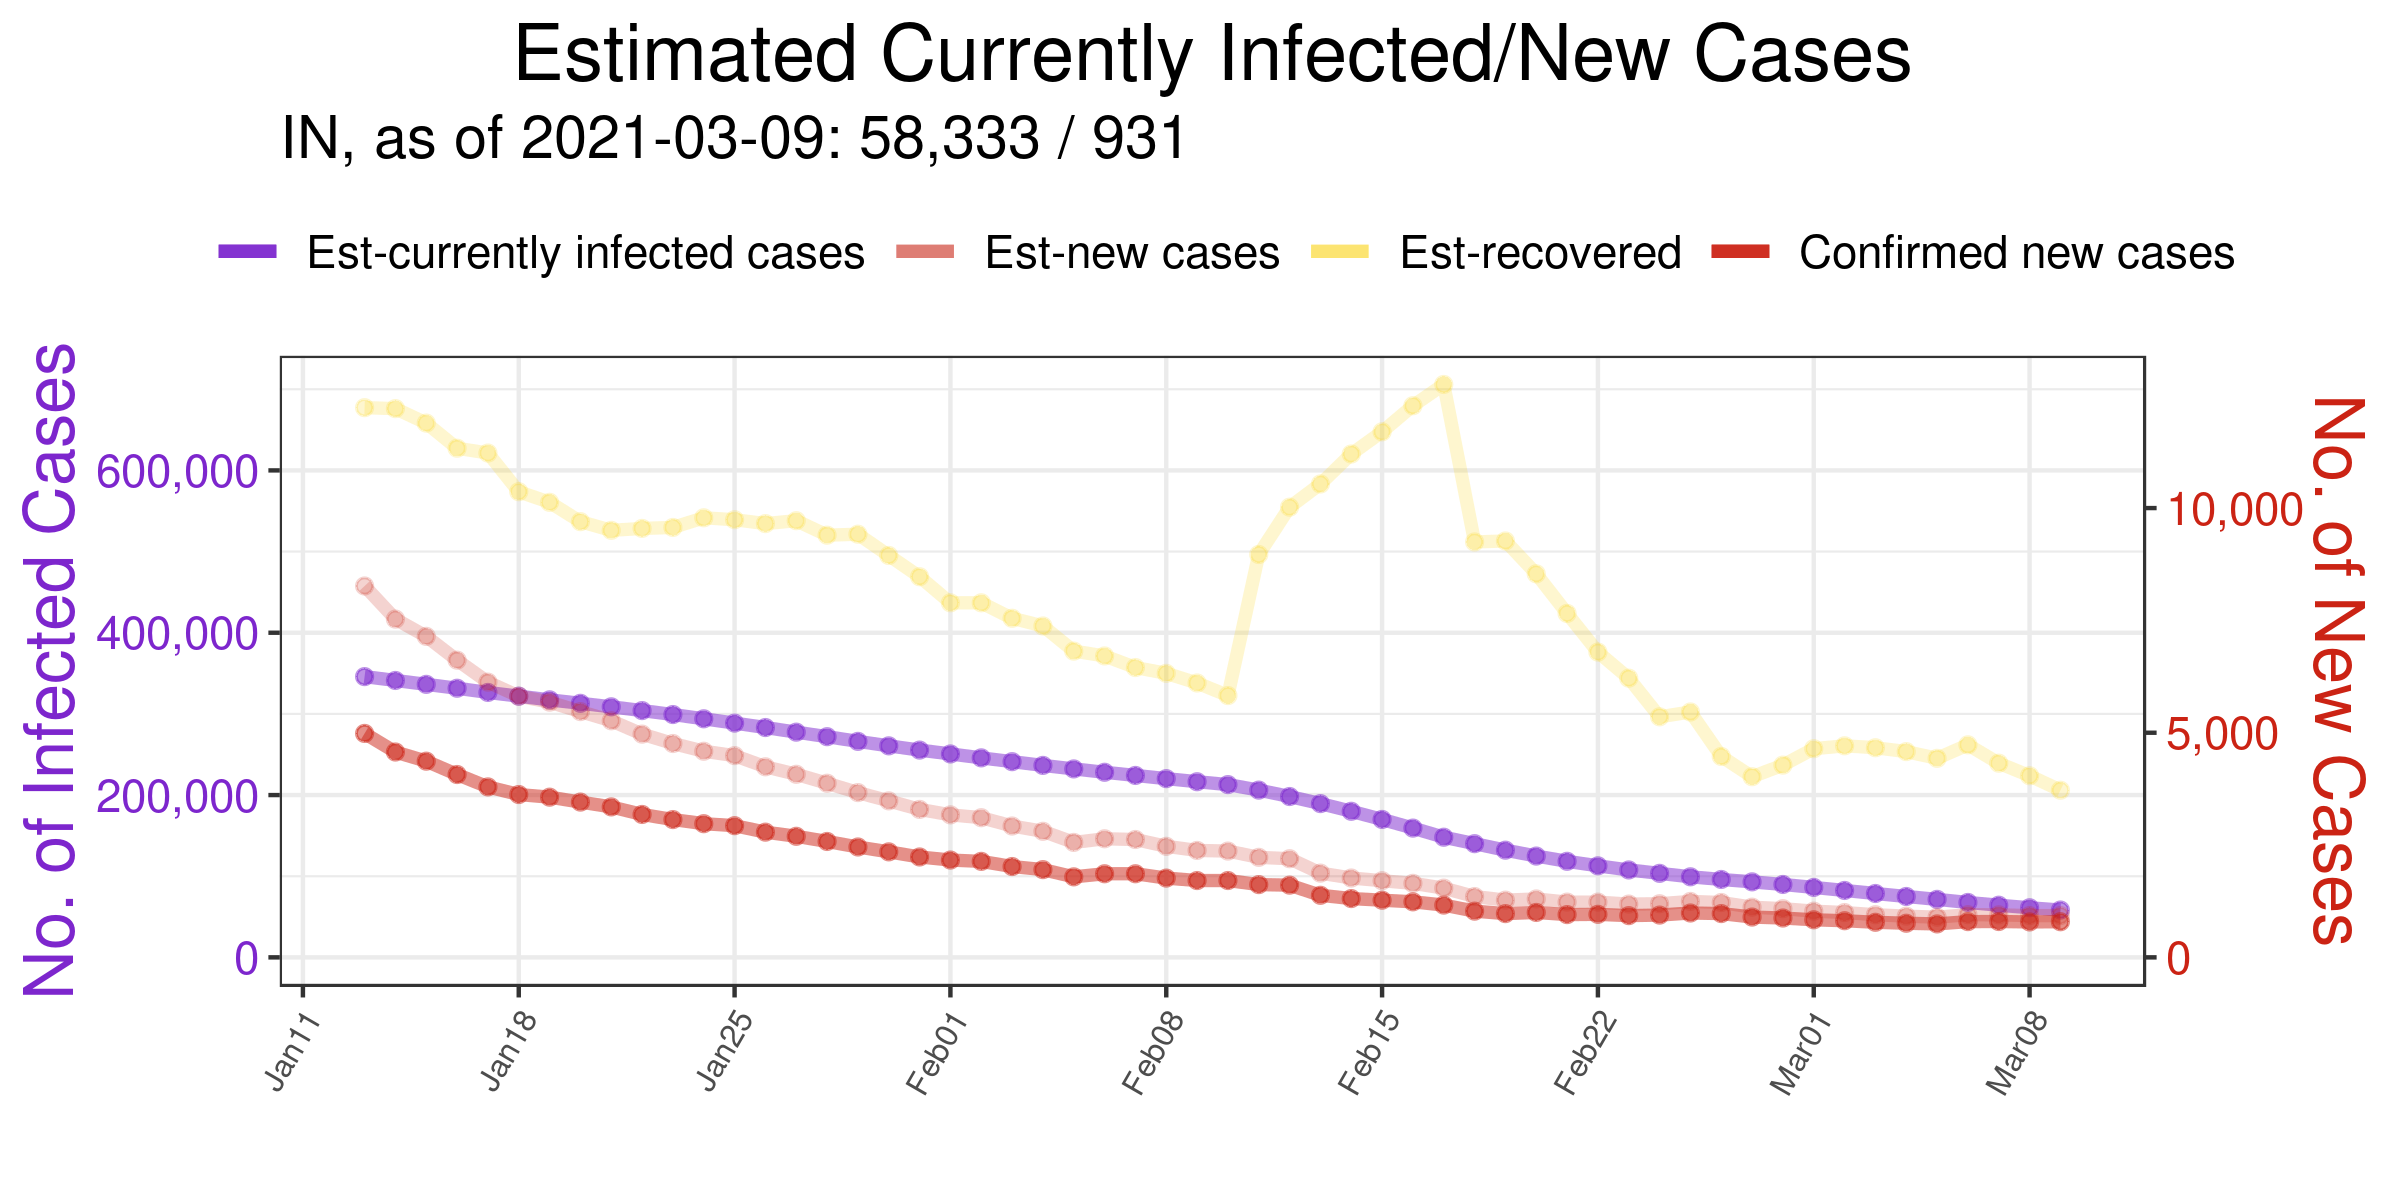 Estimated Currently Infected/New Cases
IN, as of 2021-03-09: 58,333 / 931
Est-currently infected cases Est-new cases Est-recovered Confirmed new cases
No. of Infected Cases
600,000
400,000
200,000
0
10,000
5,000
0
No. of New Cases
Jan11 Jan18 Jan25 Feb01 Feb08 Feb15 Feb22 Mar01 Mar08